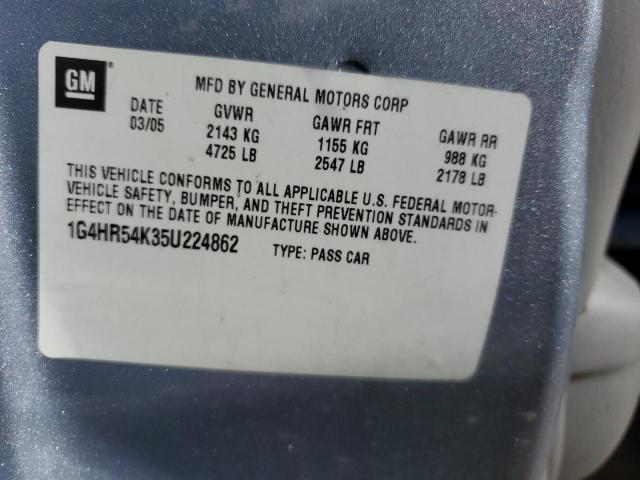 GM
MFD BY GENERAL MOTORS CORP
DATE GVWR GAWR FRT GAWR RR
03/05 2143 KG 1155 KG 988 KG
4725 LB 2547 LB 2178 LB
THIS VEHICLE CONFORMS TO ALL APPLICABLE U.S. FEDERAL MOTOR-
VEHICLE SAFETY, BUMPER, AND THEFT PREVENTION STANDARDS IN
EFFECT ON THE DATE OF MANUFACTURE SHOWN ABOVE.
1G4HR54K35U224862 TYPE: PASS CAR